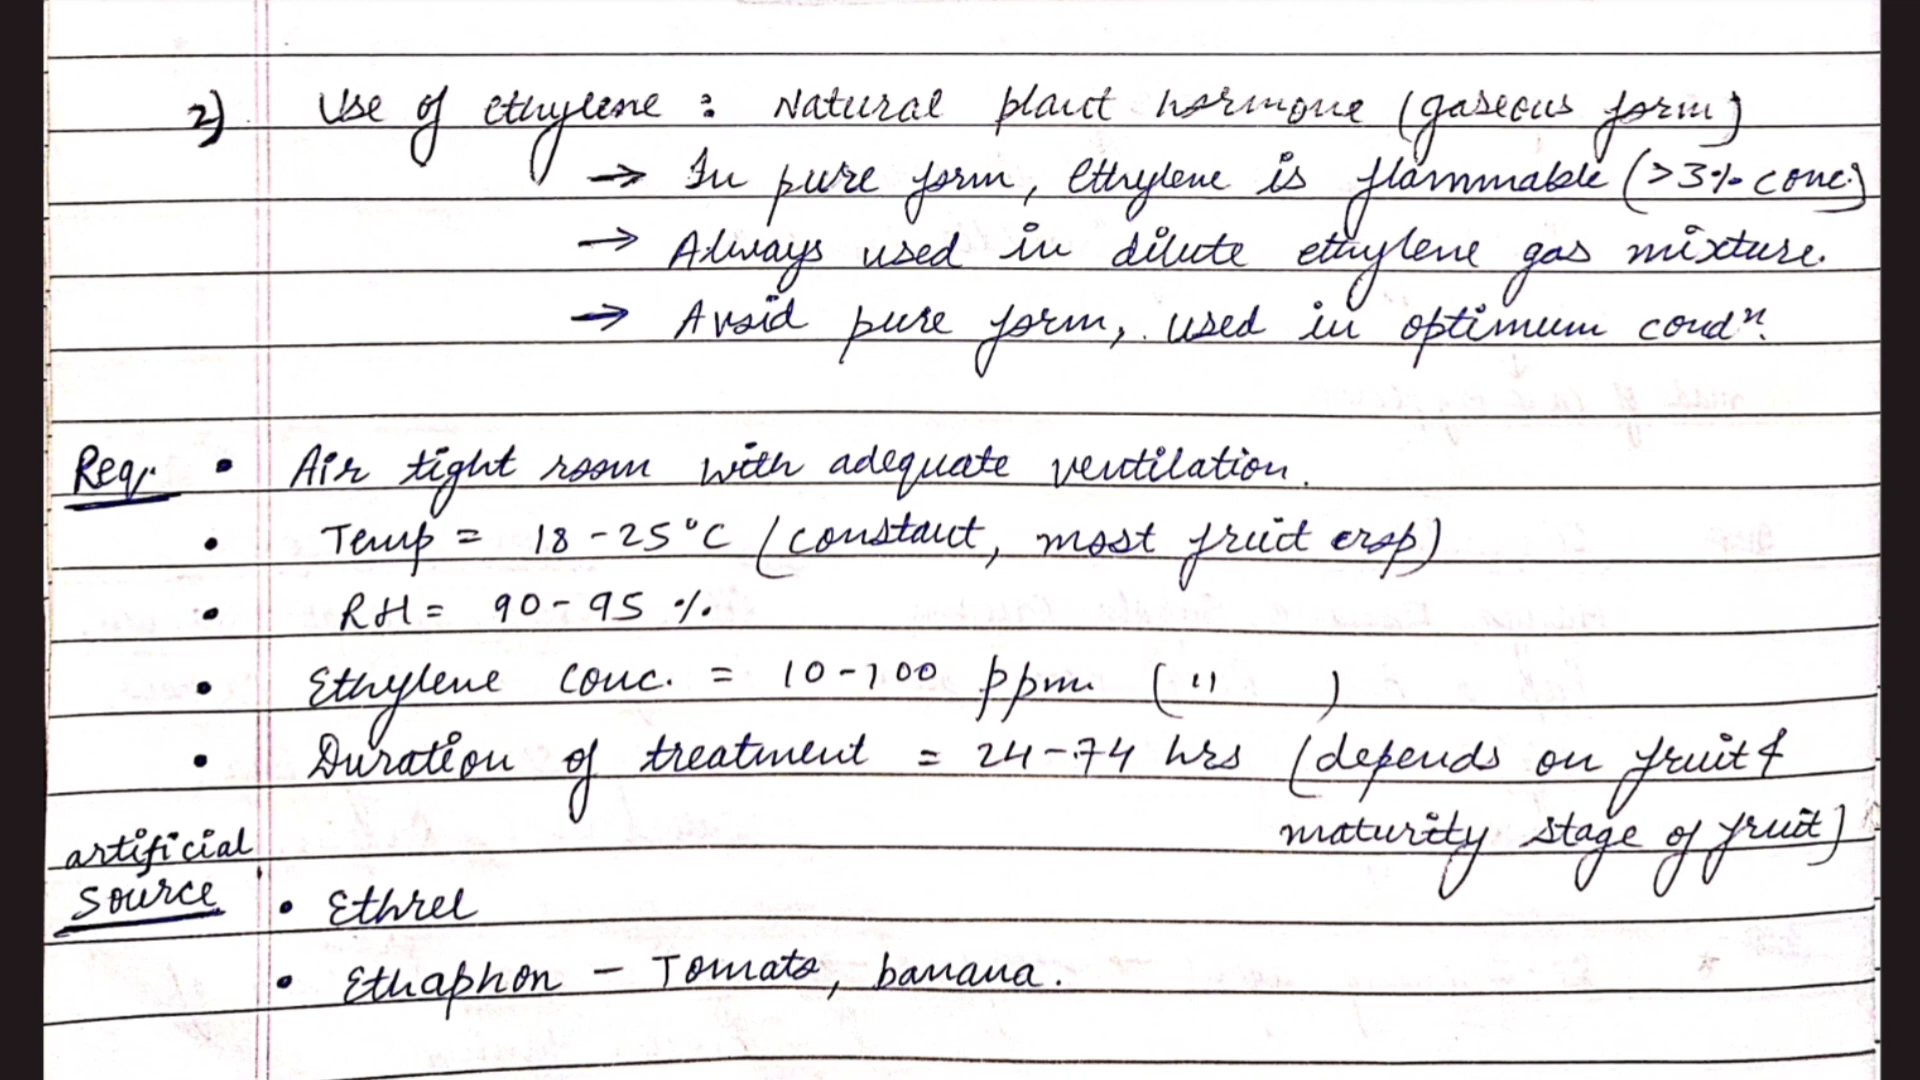 2) Use of ethylene : Natural plant hormone (gaseous form)
→ In pure form, ethylene is flammable (>3% conc.)
→ Always used in dilute ethylene gas mixture.
→ Avoid pure form, used in optimum condⁿ.
Req. • Air tight room with adequate ventilation.
• Temp = 18-25°C (constant, most fruit crop)
• RH = 90-95 %
• Ethylene conc. = 10-100 ppm ( " )
• Duration of treatment = 24-74 hrs (depends on fruit &
maturity stage of fruit)
artificial
source • Ethrel
• Ethaphon - Tomato, banana.